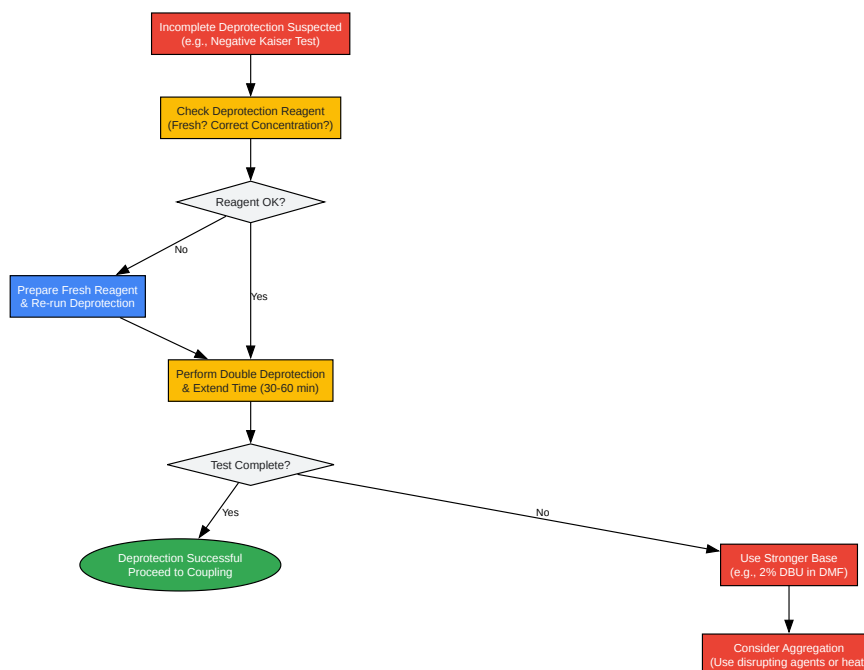 Incomplete Deprotection Suspected
(e.g., Negative Kaiser Test)
Check Deprotection Reagent
(Fresh? Correct Concentration?)
Reagent OK?
No
Prepare Fresh Reagent
& Re-run Deprotection
Yes
Perform Double Deprotection
& Extend Time (30-60 min)
Test Complete?
Yes
No
Deprotection Successful
Proceed to Coupling
Use Stronger Base
(e.g., 2% DBU in DMF)
Consider Aggregation
(Use disrupting agents or heat